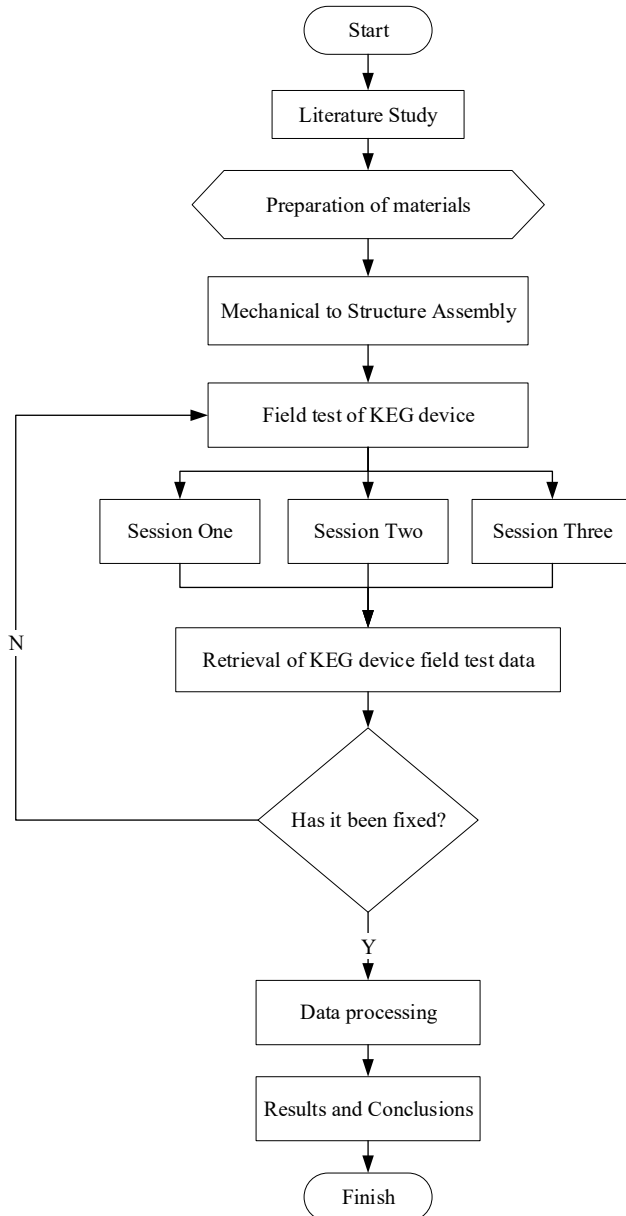 Start
Literature Study
Preparation of materials
Mechanical to Structure Assembly
Field test of KEG device
Session One
Session Two
Session Three
N
Retrieval of KEG device field test data
Has it been fixed?
Y
Data processing
Results and Conclusions
Finish